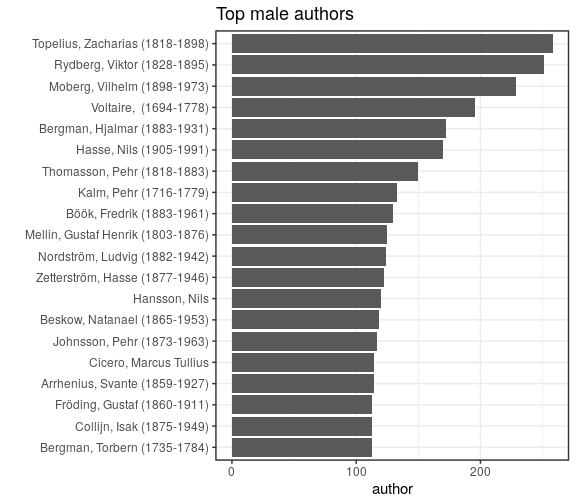 Top male authors
Topelius, Zacharias (1818-1898)
Rydberg, Viktor (1828-1895)
Moberg, Vilhelm (1898-1973)
Voltaire,  (1694-1778)
Bergman, Hjalmar (1883-1931)
Hasse, Nils (1905-1991)
Thomasson, Pehr (1818-1883)
Kalm, Pehr (1716-1779)
Böök, Fredrik (1883-1961)
Mellin, Gustaf Henrik (1803-1876)
Nordström, Ludvig (1882-1942)
Zetterström, Hasse (1877-1946)
Hansson, Nils
Beskow, Natanael (1865-1953)
Johnsson, Pehr (1873-1963)
Cicero, Marcus Tullius
Arrhenius, Svante (1859-1927)
Fröding, Gustaf (1860-1911)
Collijn, Isak (1875-1949)
Bergman, Torbern (1735-1784)
0 100 200
author